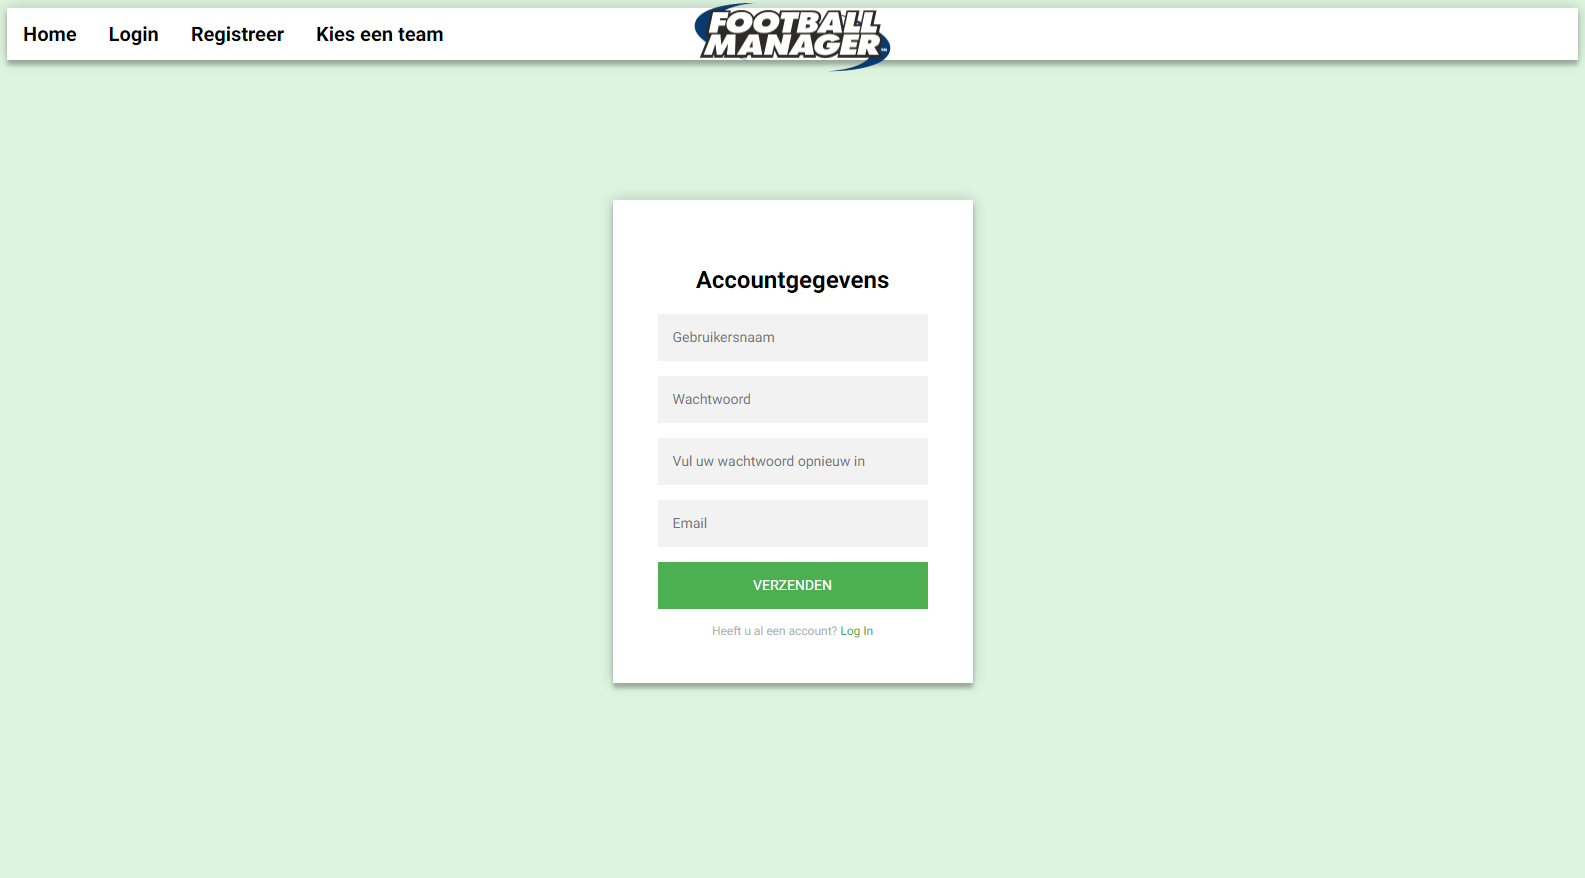 Home Login Registreer Kies een team
FOOTBALL
MANAGER
Accountgegevens
Gebruikersnaam
Wachtwoord
Vul uw wachtwoord opnieuw in
Email
VERZENDEN
Heeft u al een account? Log In